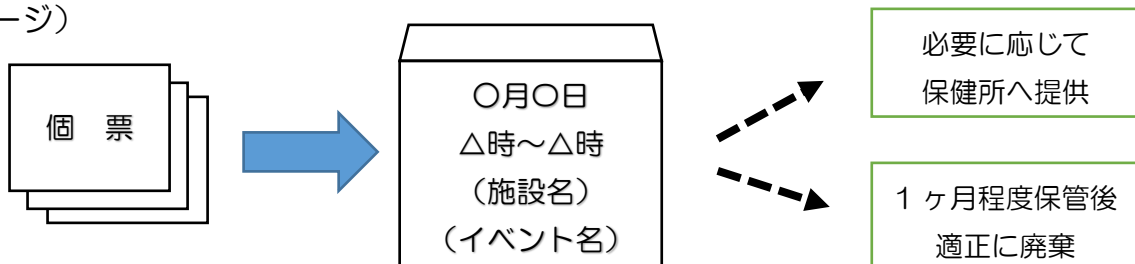 ージ）
個　票
〇月〇日
△時～△時
（施設名）
（イベント名）
必要に応じて
保健所へ提供
１ヶ月程度保管後
適正に廃棄